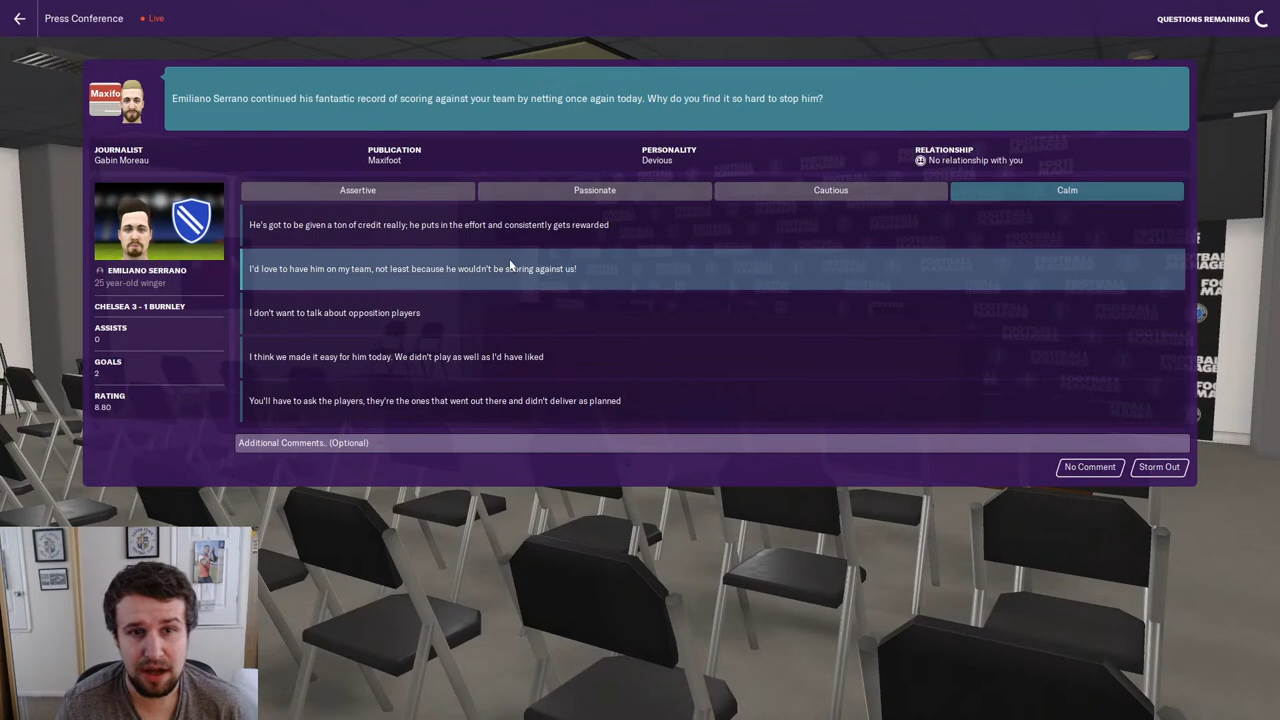 Press Conference
Live
QUESTIONS REMAINING
Maxifo
Emiliano Serrano continued his fantastic record of scoring against your team by netting once again today. Why do you find it so hard to stop him?
JOURNALIST
Gabin Moreau
PUBLICATION
Maxifoot
PERSONALITY
Devious
RELATIONSHIP
No relationship with you
Assertive
Passionate
Cautious
Calm
EMILIANO SERRANO
25 year-old winger
CHELSEA 3 - 1 BURNLEY
ASSISTS
0
GOALS
2
RATING
8.80
He's got to be given a ton of credit really; he puts in the effort and consistently gets rewarded
I'd love to have him on my team, not least because he wouldn't be scoring against us!
I don't want to talk about opposition players
I think we made it easy for him today. We didn't play as well as I'd have liked
You'll have to ask the players, they're the ones that went out there and didn't deliver as planned
Additional Comments.. (Optional)
No Comment
Storm Out